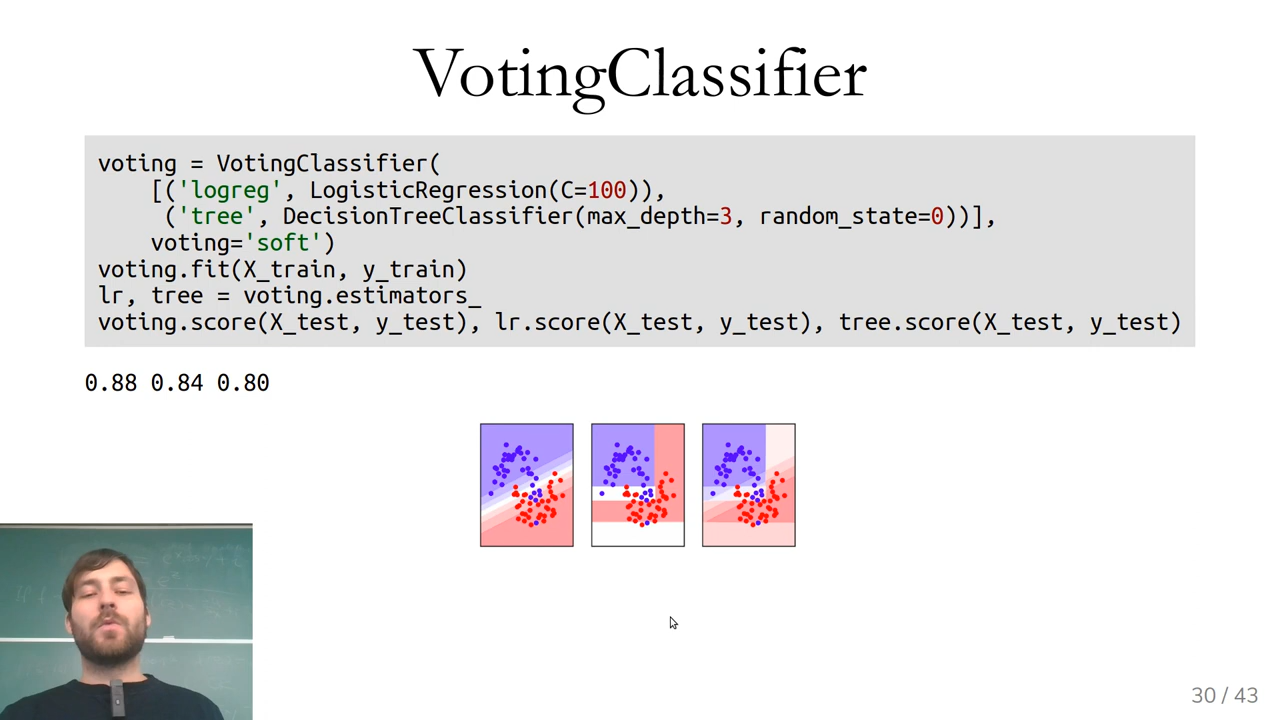 VotingClassifier
voting = VotingClassifier(
    [('logreg', LogisticRegression(C=100)),
     ('tree', DecisionTreeClassifier(max_depth=3, random_state=0))],
    voting='soft')
voting.fit(X_train, y_train)
lr, tree = voting.estimators_
voting.score(X_test, y_test), lr.score(X_test, y_test), tree.score(X_test, y_test)
0.88 0.84 0.80
30 / 43